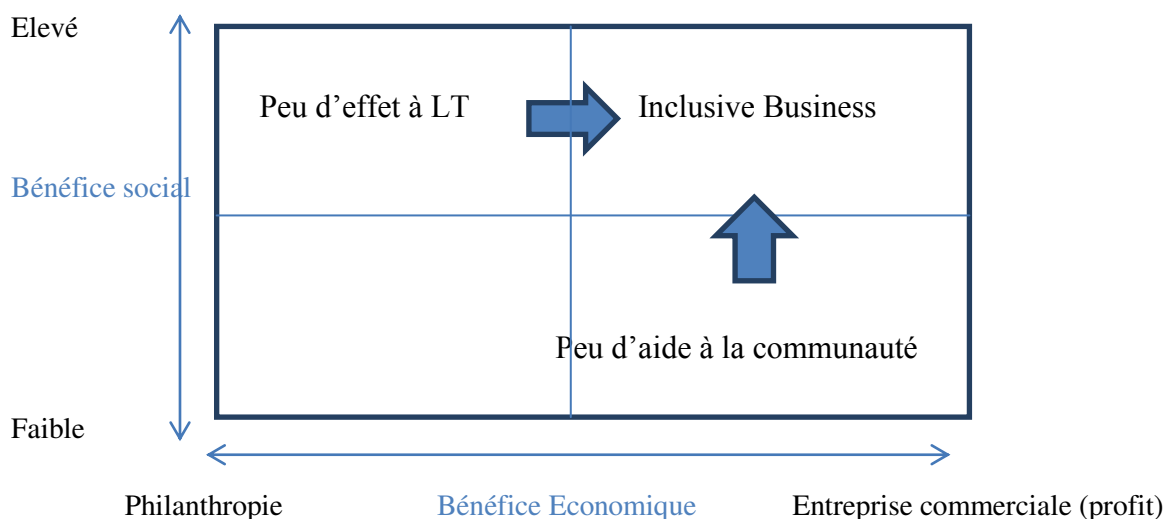 Elevé
Peu d’effet à LT
Inclusive Business
Bénéfice social
Peu d’aide à la communauté
Faible
Philanthropie
Bénéfice Economique
Entreprise commerciale (profit)